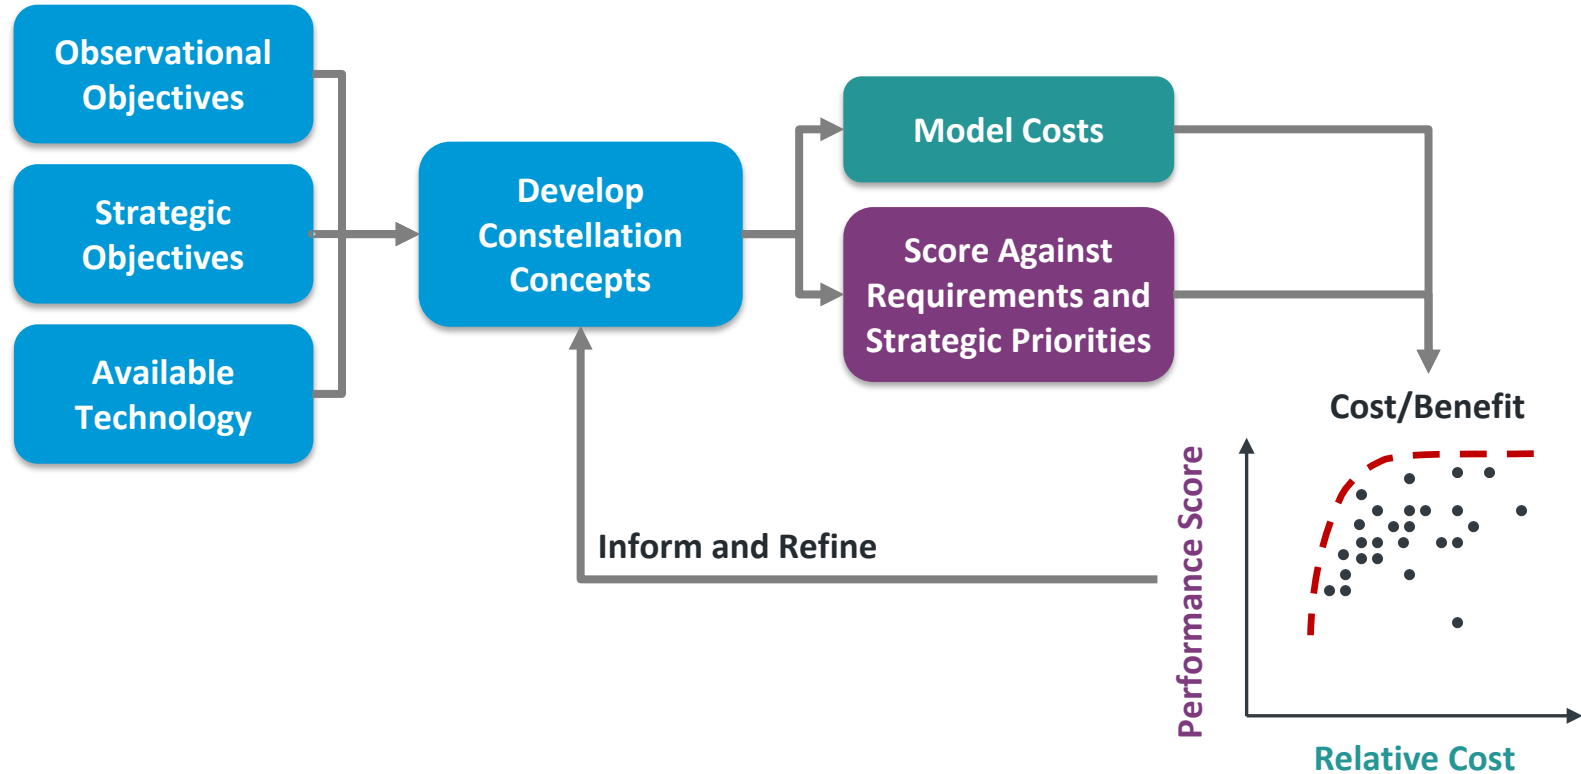 Observational
Objectives
Strategic
Objectives
Available
Technology
Develop
Constellation
Concepts
Model Costs
Score Against
Requirements and
Strategic Priorities
Inform and Refine
Cost/Benefit
Performance Score
Relative Cost